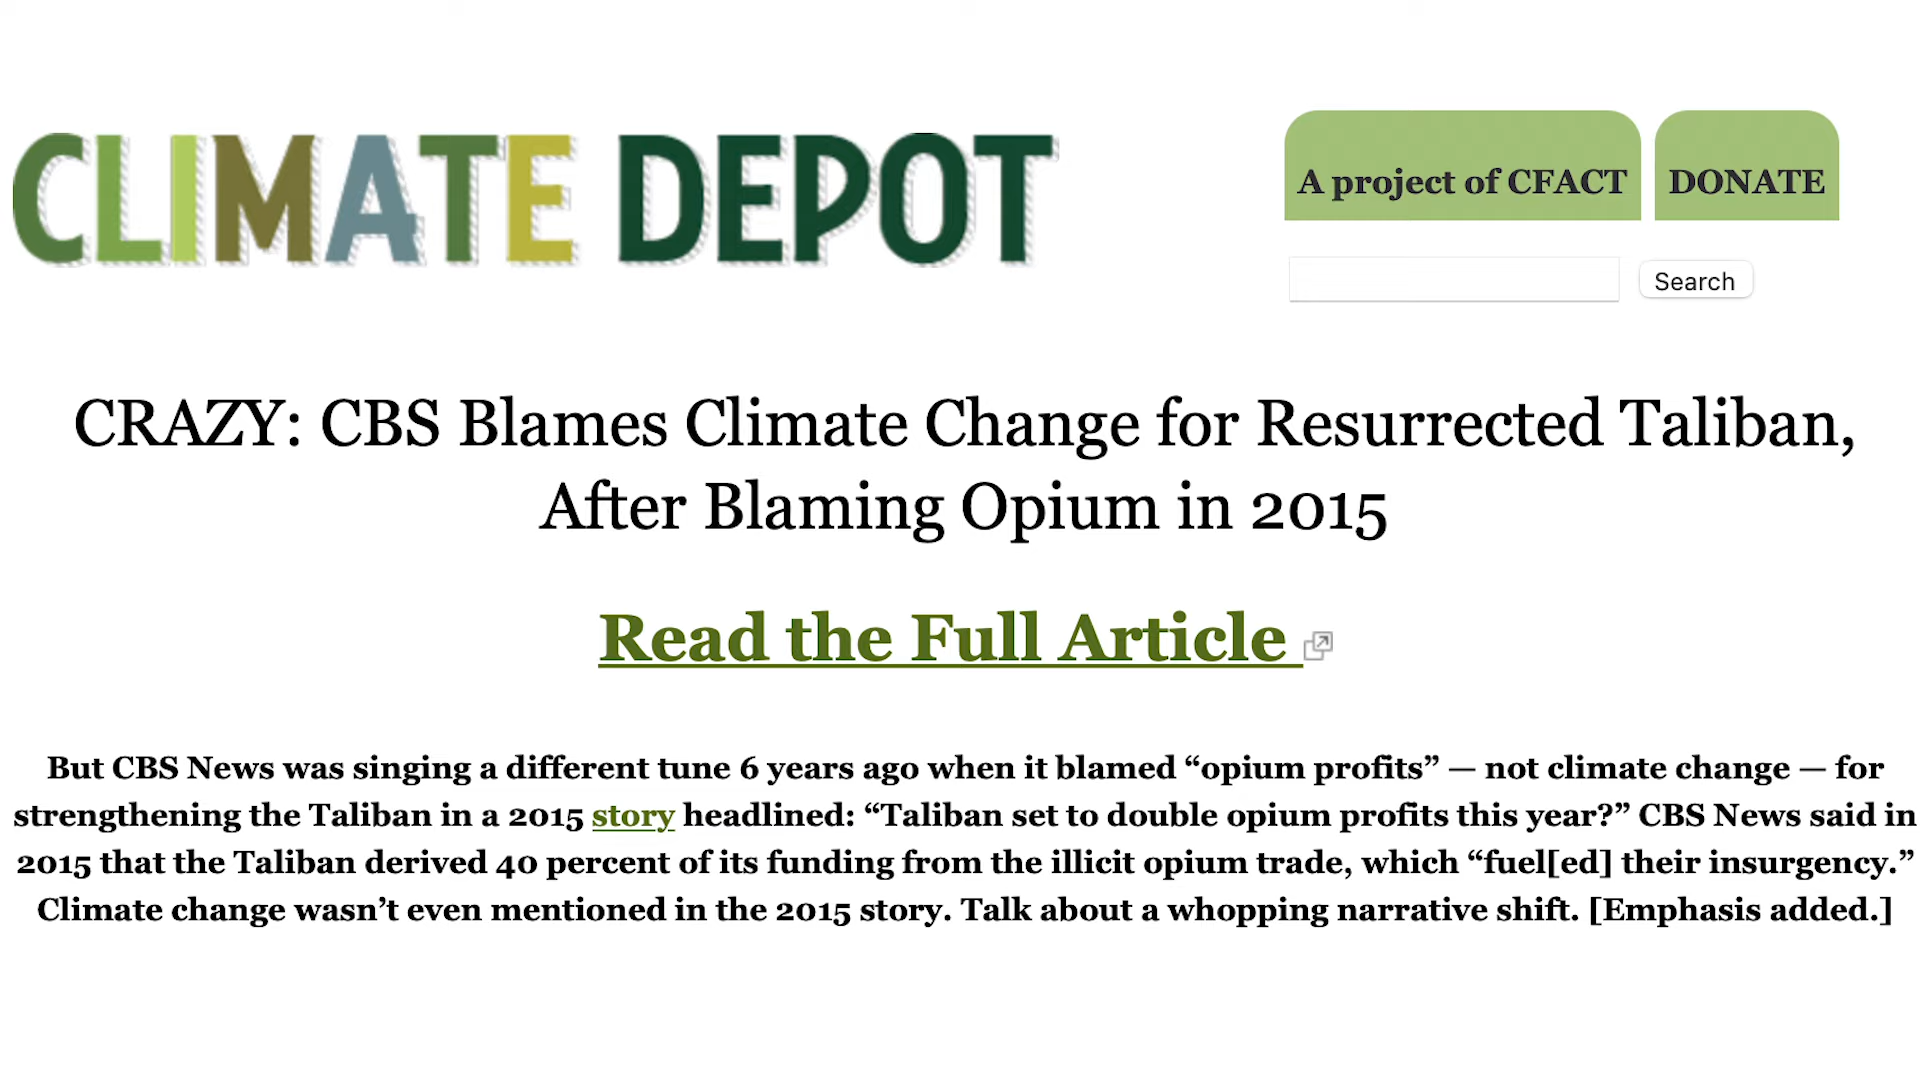 CLIMATE DEPOT
A project of CFACT
DONATE
Search
CRAZY: CBS Blames Climate Change for Resurrected Taliban,
After Blaming Opium in 2015
Read the Full Article
But CBS News was singing a different tune 6 years ago when it blamed “opium profits” — not climate change — for
strengthening the Taliban in a 2015 story headlined: “Taliban set to double opium profits this year?” CBS News said in
2015 that the Taliban derived 40 percent of its funding from the illicit opium trade, which “fuel[ed] their insurgency.”
Climate change wasn’t even mentioned in the 2015 story. Talk about a whopping narrative shift. [Emphasis added.]